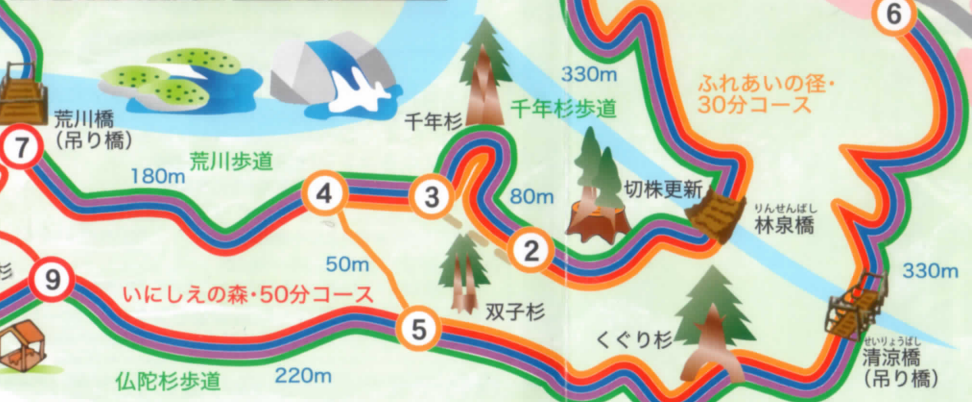 6
330m
ふれあいの径・
30分コース
千年杉
千年杉歩道
荒川橋
（吊り橋）
7
荒川歩道
180m
4
3
80m
切株更新
りんせんばし
林泉橋
2
50m
330m
9
いにしえの森・50分コース
双子杉
5
くぐり杉
せいりょうばし
清涼橋
（吊り橋）
仏陀杉歩道
220m
杉